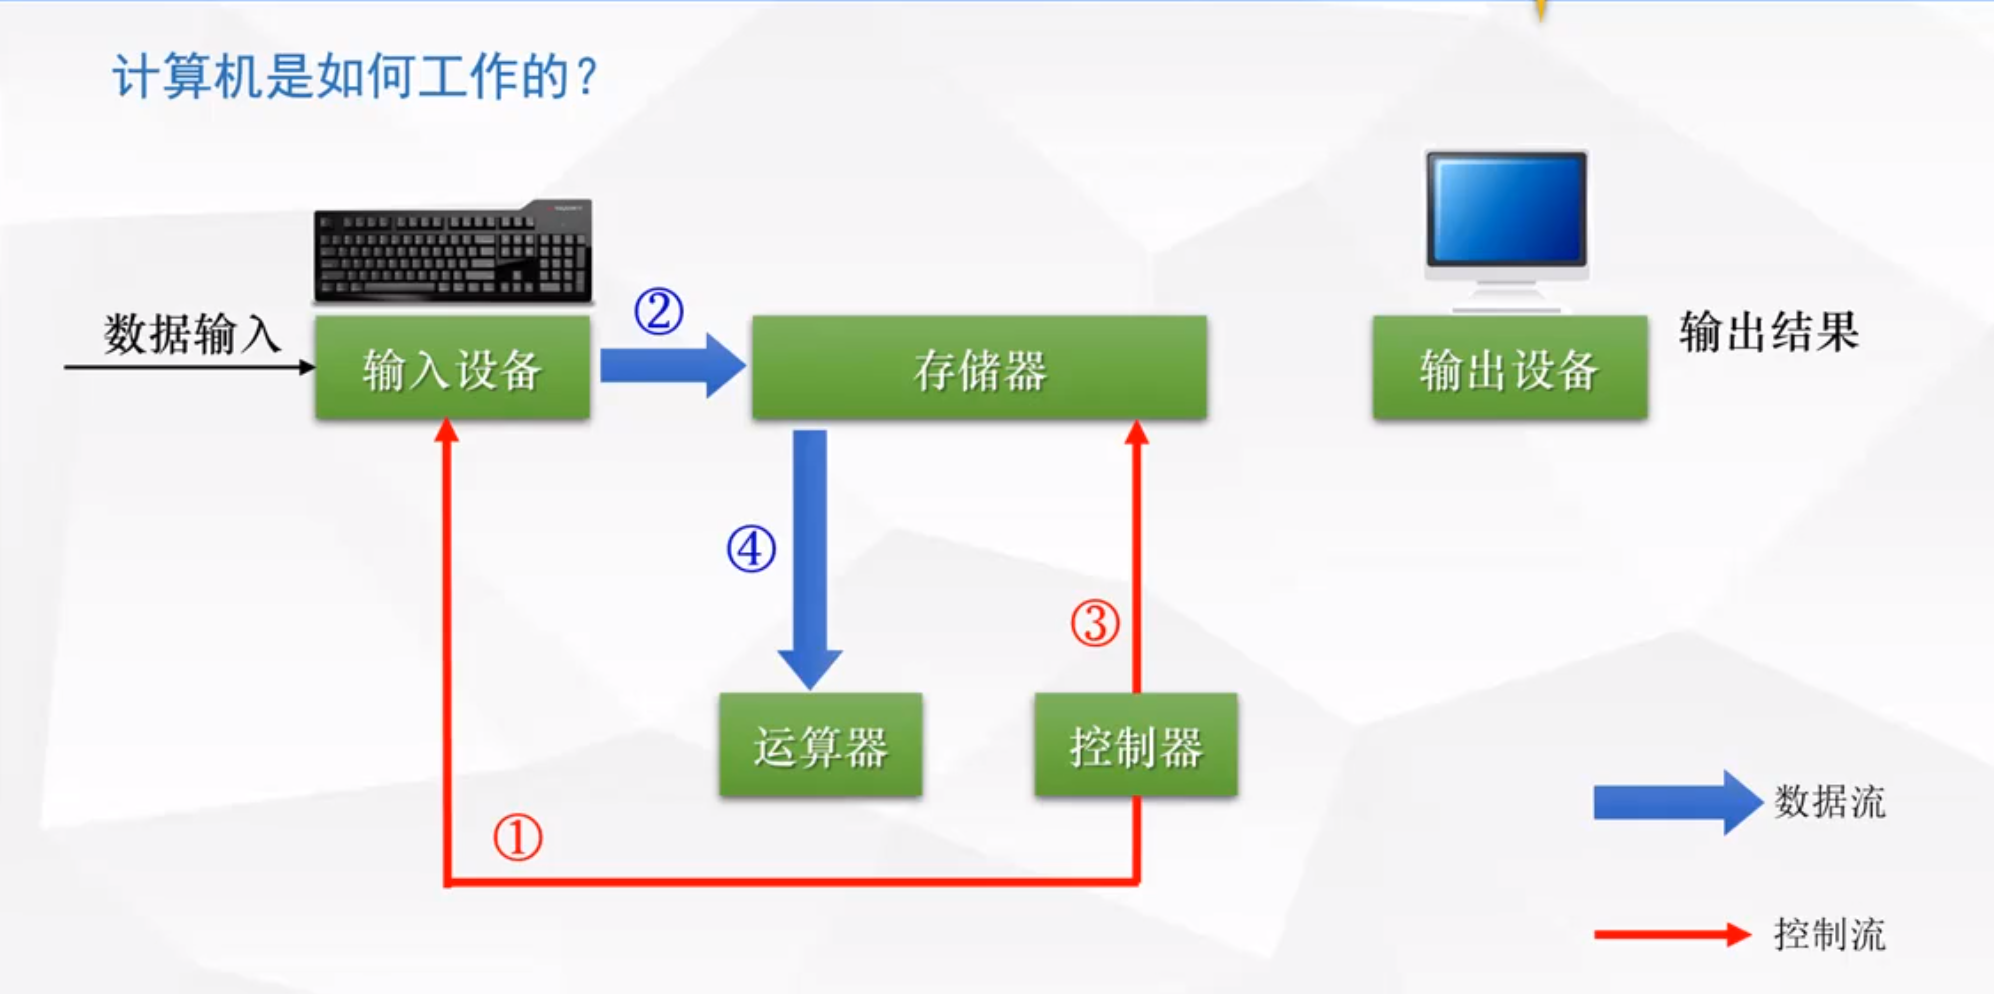 计算机是如何工作的？
数据输入
②
输入设备
存储器
输出设备
输出结果
④
③
运算器
控制器
①
数据流
控制流